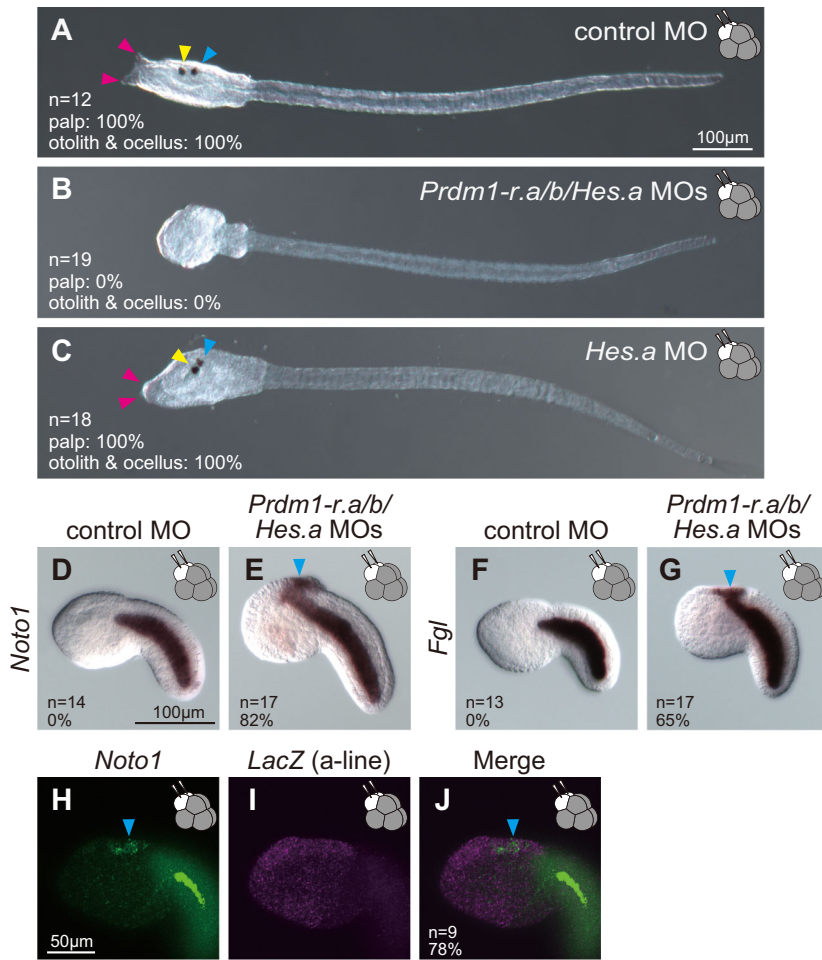 A
control MO
n=12
palp: 100%
otolith & ocellus: 100%
100µm
B
Prdm1-r.a/b/Hes.a MOs
n=19
palp: 0%
otolith & ocellus: 0%
C
Hes.a MO
n=18
palp: 100%
otolith & ocellus: 100%
control MO
Prdm1-r.a/b/
Hes.a MOs
control MO
Prdm1-r.a/b/
Hes.a MOs
Noto1
D
n=14
0%
100µm
E
n=17
82%
Fgl
F
n=13
0%
G
n=17
65%
Noto1
LacZ (a-line)
Merge
H
50µm
I
J
n=9
78%